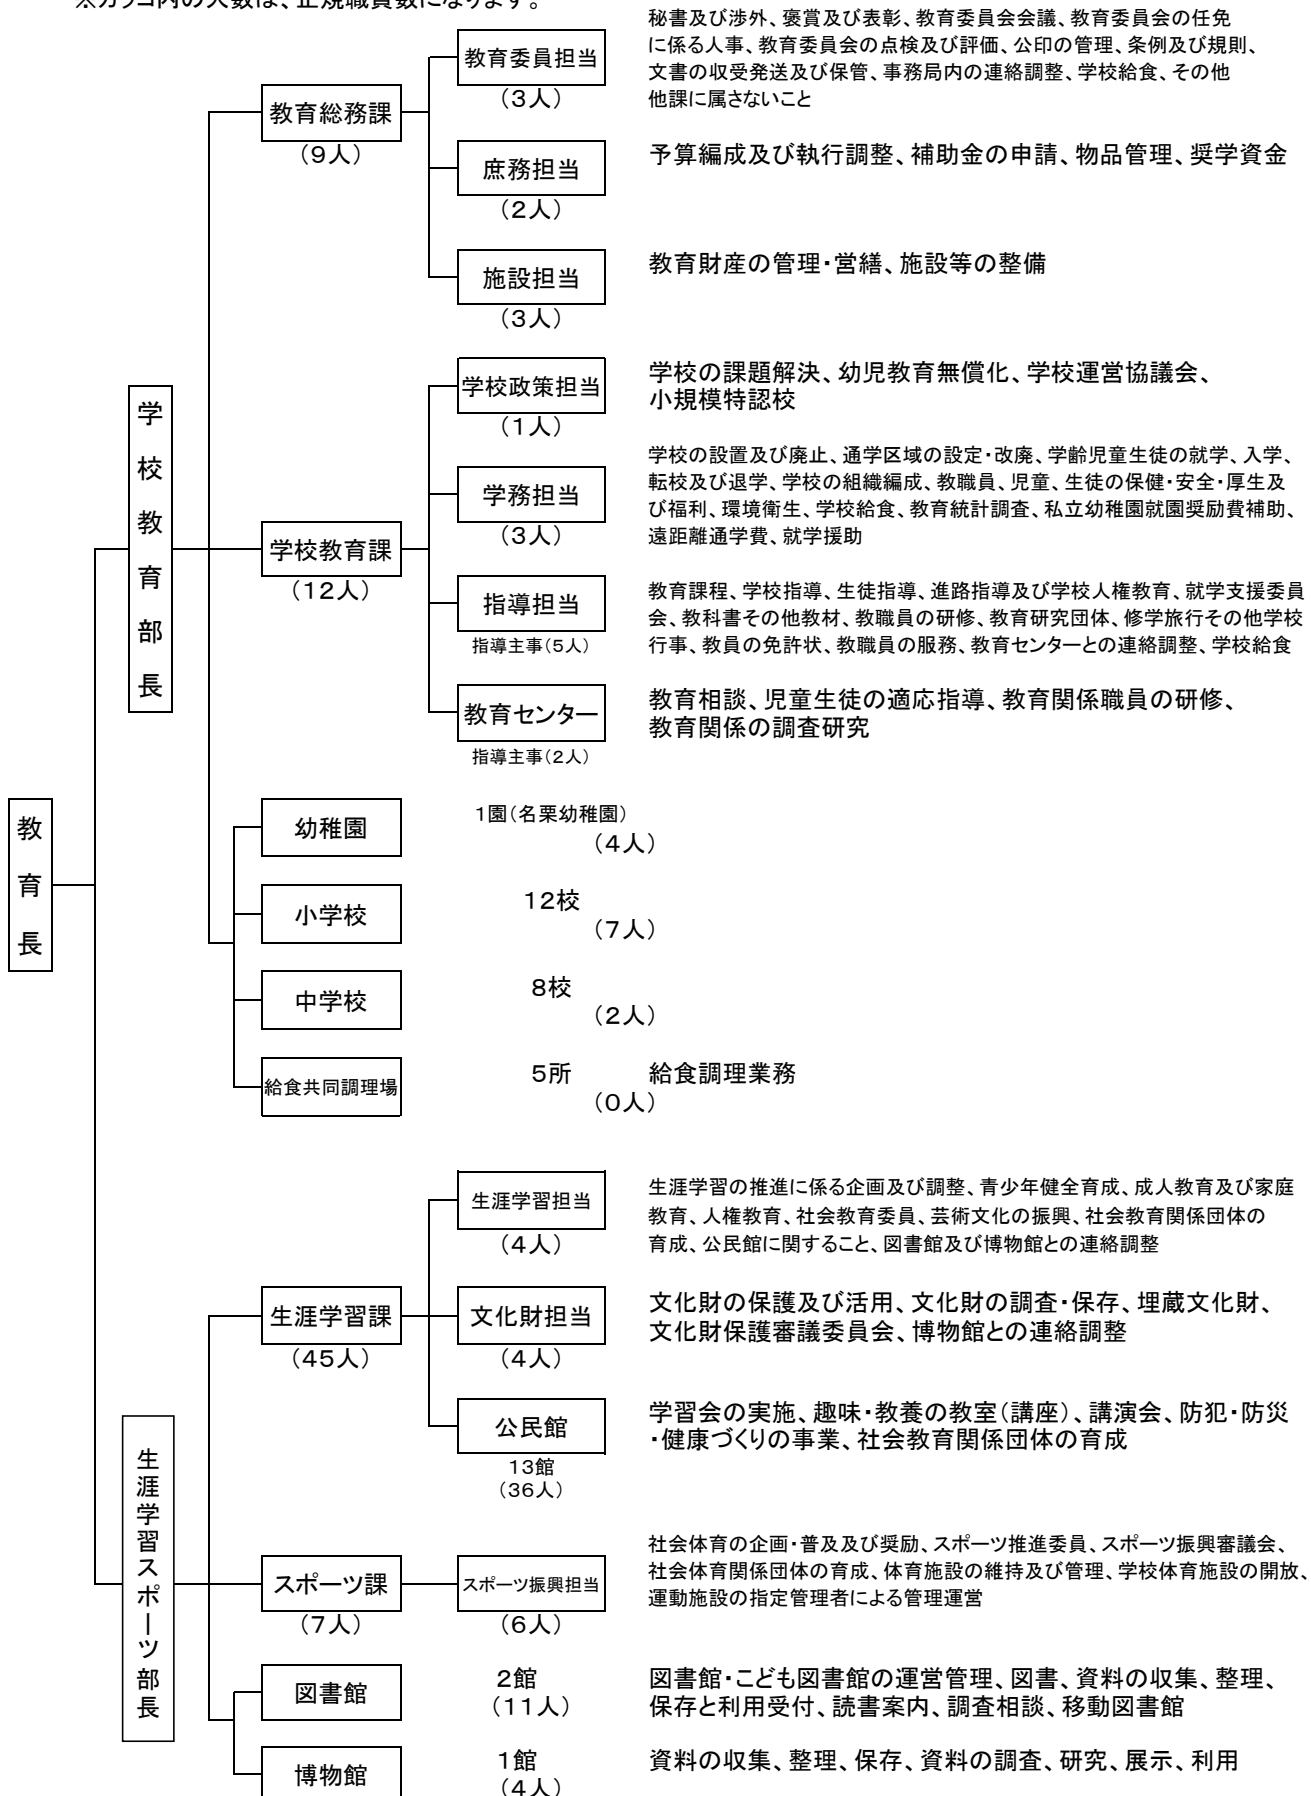 ※カッコ内の人数は、正規職員数になります。
教育長
学校教育部長
教育総務課
（9人）
教育委員担当
（3人）
秘書及び渉外、褒賞及び表彰、教育委員会会議、教育委員会の任免
に係る人事、教育委員会の点検及び評価、公印の管理、条例及び規則、
文書の収受発送及び保管、事務局内の連絡調整、学校給食、その他
他課に属さないこと
庶務担当
（2人）
予算編成及び執行調整、補助金の申請、物品管理、奨学資金
施設担当
（3人）
教育財産の管理・営繕、施設等の整備
学校教育課
（12人）
学校政策担当
（1人）
学校の課題解決、幼児教育無償化、学校運営協議会、
小規模特認校
学務担当
（3人）
学校の設置及び廃止、通学区域の設定・改廃、学齢児童生徒の就学、入学、
転校及び退学、学校の組織編成、教職員、児童、生徒の保健・安全・厚生及
び福利、環境衛生、学校給食、教育統計調査、私立幼稚園就園奨励費補助、
遠距離通学費、就学援助
指導担当
指導主事（5人）
教育課程、学校指導、生徒指導、進路指導及び学校人権教育、就学支援委員
会、教科書その他教材、教職員の研修、教育研究団体、修学旅行その他学校
行事、教員の免許状、教職員の服務、教育センターとの連絡調整、学校給食
教育センター
指導主事（2人）
教育相談、児童生徒の適応指導、教育関係職員の研修、
教育関係の調査研究
幼稚園
1園（名栗幼稚園）
（4人）
小学校
12校
（7人）
中学校
8校
（2人）
給食共同調理場
5所
（0人）
給食調理業務
生涯学習スポーツ部長
生涯学習課
（45人）
生涯学習担当
（4人）
生涯学習の推進に係る企画及び調整、青少年健全育成、成人教育及び家庭
教育、人権教育、社会教育委員、芸術文化の振興、社会教育関係団体の
育成、公民館に関すること、図書館及び博物館との連絡調整
文化財担当
（4人）
文化財の保護及び活用、文化財の調査・保存、埋蔵文化財、
文化財保護審議委員会、博物館との連絡調整
公民館
13館
（36人）
学習会の実施、趣味・教養の教室（講座）、講演会、防犯・防災
・健康づくりの事業、社会教育関係団体の育成
スポーツ課
（7人）
スポーツ振興担当
（6人）
社会体育の企画・普及及び奨励、スポーツ推進委員、スポーツ振興審議会、
社会体育関係団体の育成、体育施設の維持及び管理、学校体育施設の開放、
運動施設の指定管理者による管理運営
図書館
2館
（11人）
図書館・こども図書館の運営管理、図書、資料の収集、整理、
保存と利用受付、読書案内、調査相談、移動図書館
博物館
1館
（4人）
資料の収集、整理、保存、資料の調査、研究、展示、利用